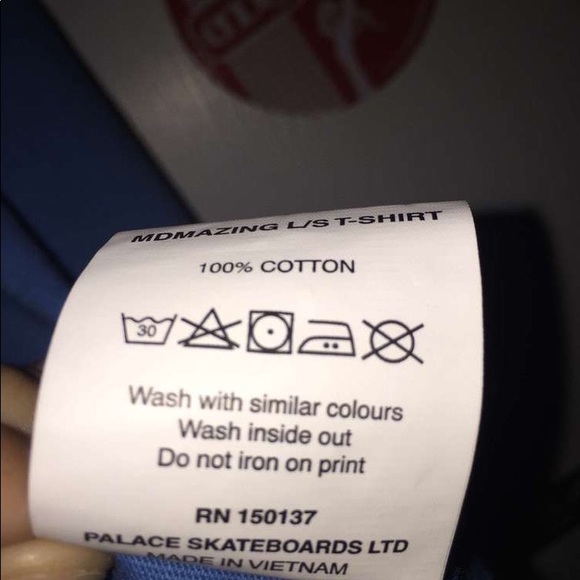 MDMAZING L/S T-SHIRT
100% COTTON
30
Wash with similar colours
Wash inside out
Do not iron on print
RN 150137
PALACE SKATEBOARDS LTD
MADE IN VIETNAM